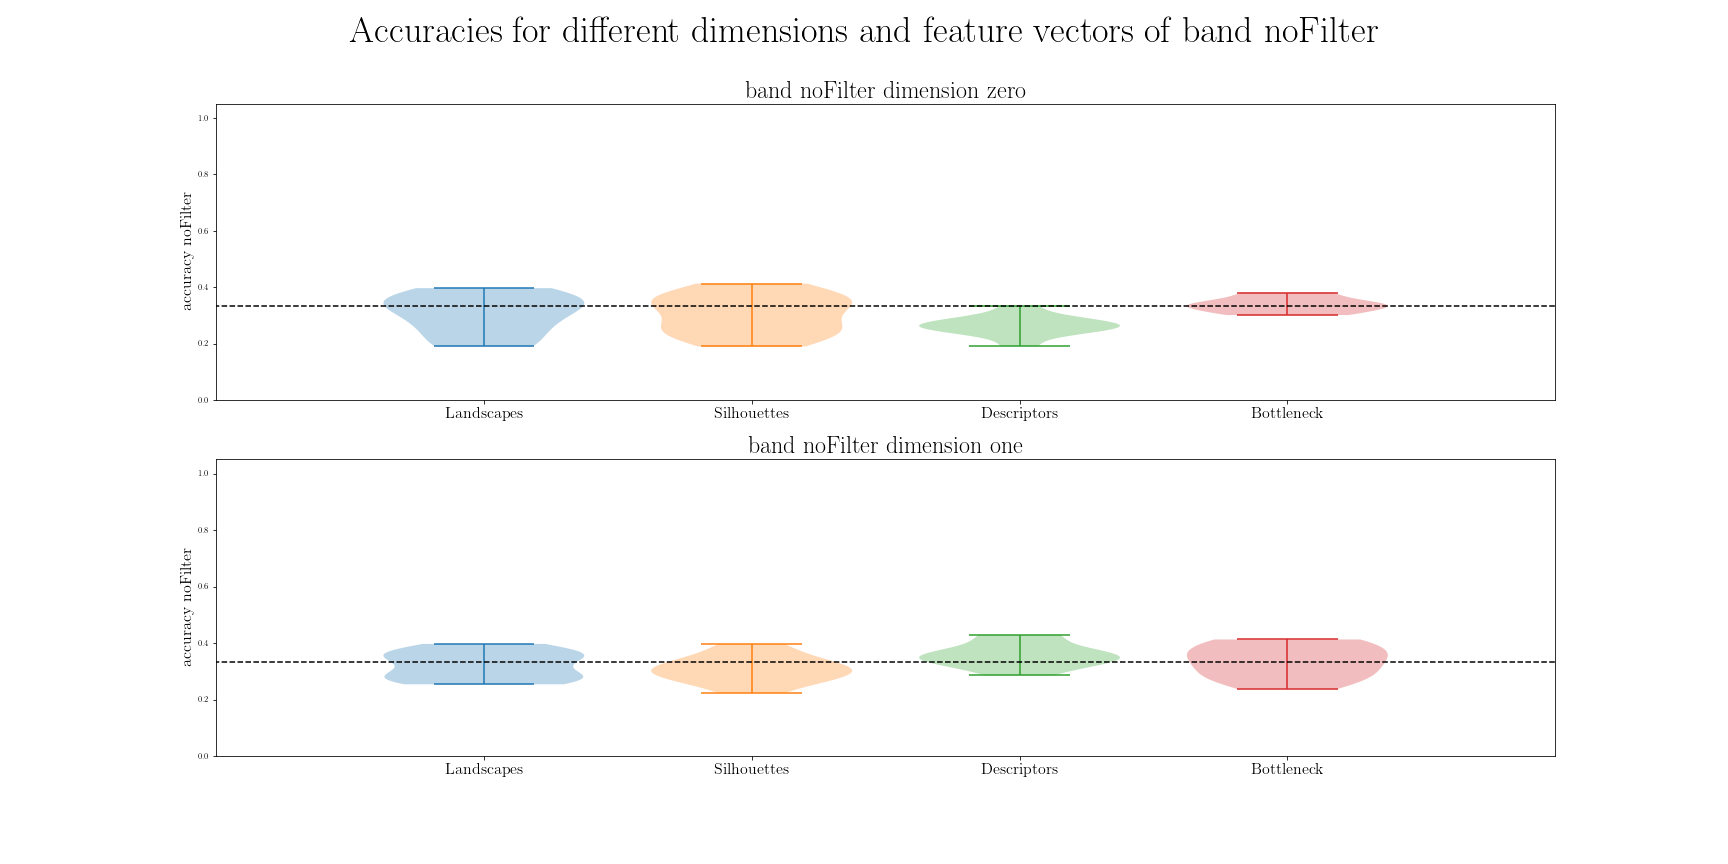 Accuracies for different dimensions and feature vectors of band noFilter
band noFilter dimension zero
1.0
0.8
0.6
0.4
0.2
0.0
accuracy noFilter
Landscapes Silhouettes Descriptors Bottleneck
band noFilter dimension one
1.0
0.8
0.6
0.4
0.2
0.0
accuracy noFilter
Landscapes Silhouettes Descriptors Bottleneck